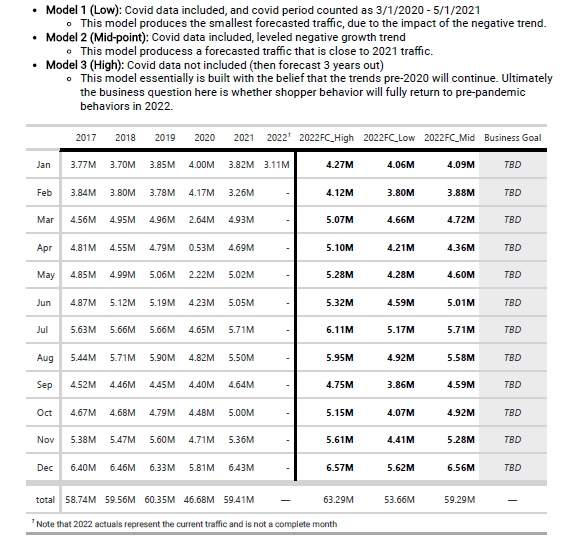 • Model 1 (Low): Covid data included, and covid period counted as 3/1/2020 - 5/1/2021
o This model produces the smallest forecasted traffic, due to the impact of the negative trend.
• Model 2 (Mid-point): Covid data included, leveled negative growth trend
o This model producess a forecasted traffic that is close to 2021 traffic.
• Model 3 (High): Covid data not included (then forecast 3 years out)
o This model essentially is built with the belief that the trends pre-2020 will continue. Ultimately
the business question here is whether shopper behavior will fully return to pre-pandemic
behaviors in 2022.
2017 2018 2019 2020 2021 2022¹ 2022FC_High 2022FC_Low 2022FC_Mid Business Goal
Jan 3.77M 3.70M 3.85M 4.00M 3.82M 3.11M 4.27M 4.06M 4.09M TBD
Feb 3.84M 3.80M 3.78M 4.17M 3.26M - 4.12M 3.80M 3.88M TBD
Mar 4.56M 4.95M 4.96M 2.64M 4.93M - 5.07M 4.66M 4.72M TBD
Apr 4.81M 4.55M 4.79M 0.53M 4.69M - 5.10M 4.21M 4.36M TBD
May 4.85M 4.99M 5.06M 2.22M 5.02M - 5.28M 4.28M 4.60M TBD
Jun 4.87M 5.12M 5.19M 4.23M 5.05M - 5.32M 4.59M 5.01M TBD
Jul 5.63M 5.66M 5.66M 4.65M 5.71M - 6.11M 5.17M 5.71M TBD
Aug 5.44M 5.71M 5.90M 4.82M 5.50M - 5.95M 4.92M 5.58M TBD
Sep 4.52M 4.46M 4.45M 4.40M 4.64M - 4.75M 3.86M 4.59M TBD
Oct 4.67M 4.68M 4.79M 4.48M 5.00M - 5.15M 4.07M 4.92M TBD
Nov 5.38M 5.47M 5.60M 4.71M 5.36M - 5.61M 4.41M 5.28M TBD
Dec 6.40M 6.46M 6.33M 5.81M 6.43M - 6.57M 5.62M 6.56M TBD
total 58.74M 59.56M 60.35M 46.68M 59.41M — 63.29M 53.66M 59.29M —
¹ Note that 2022 actuals represent the current traffic and is not a complete month